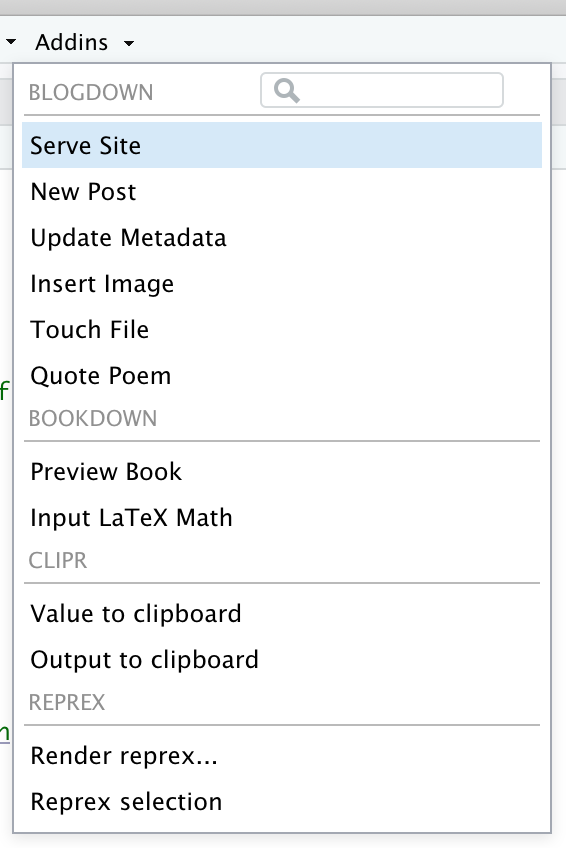 Addins
BLOGDOWN
Serve Site
New Post
Update Metadata
Insert Image
Touch File
Quote Poem
f
BOOKDOWN
Preview Book
Input LaTeX Math
CLIPR
Value to clipboard
Output to clipboard
REPREX
n
Render reprex...
Reprex selection